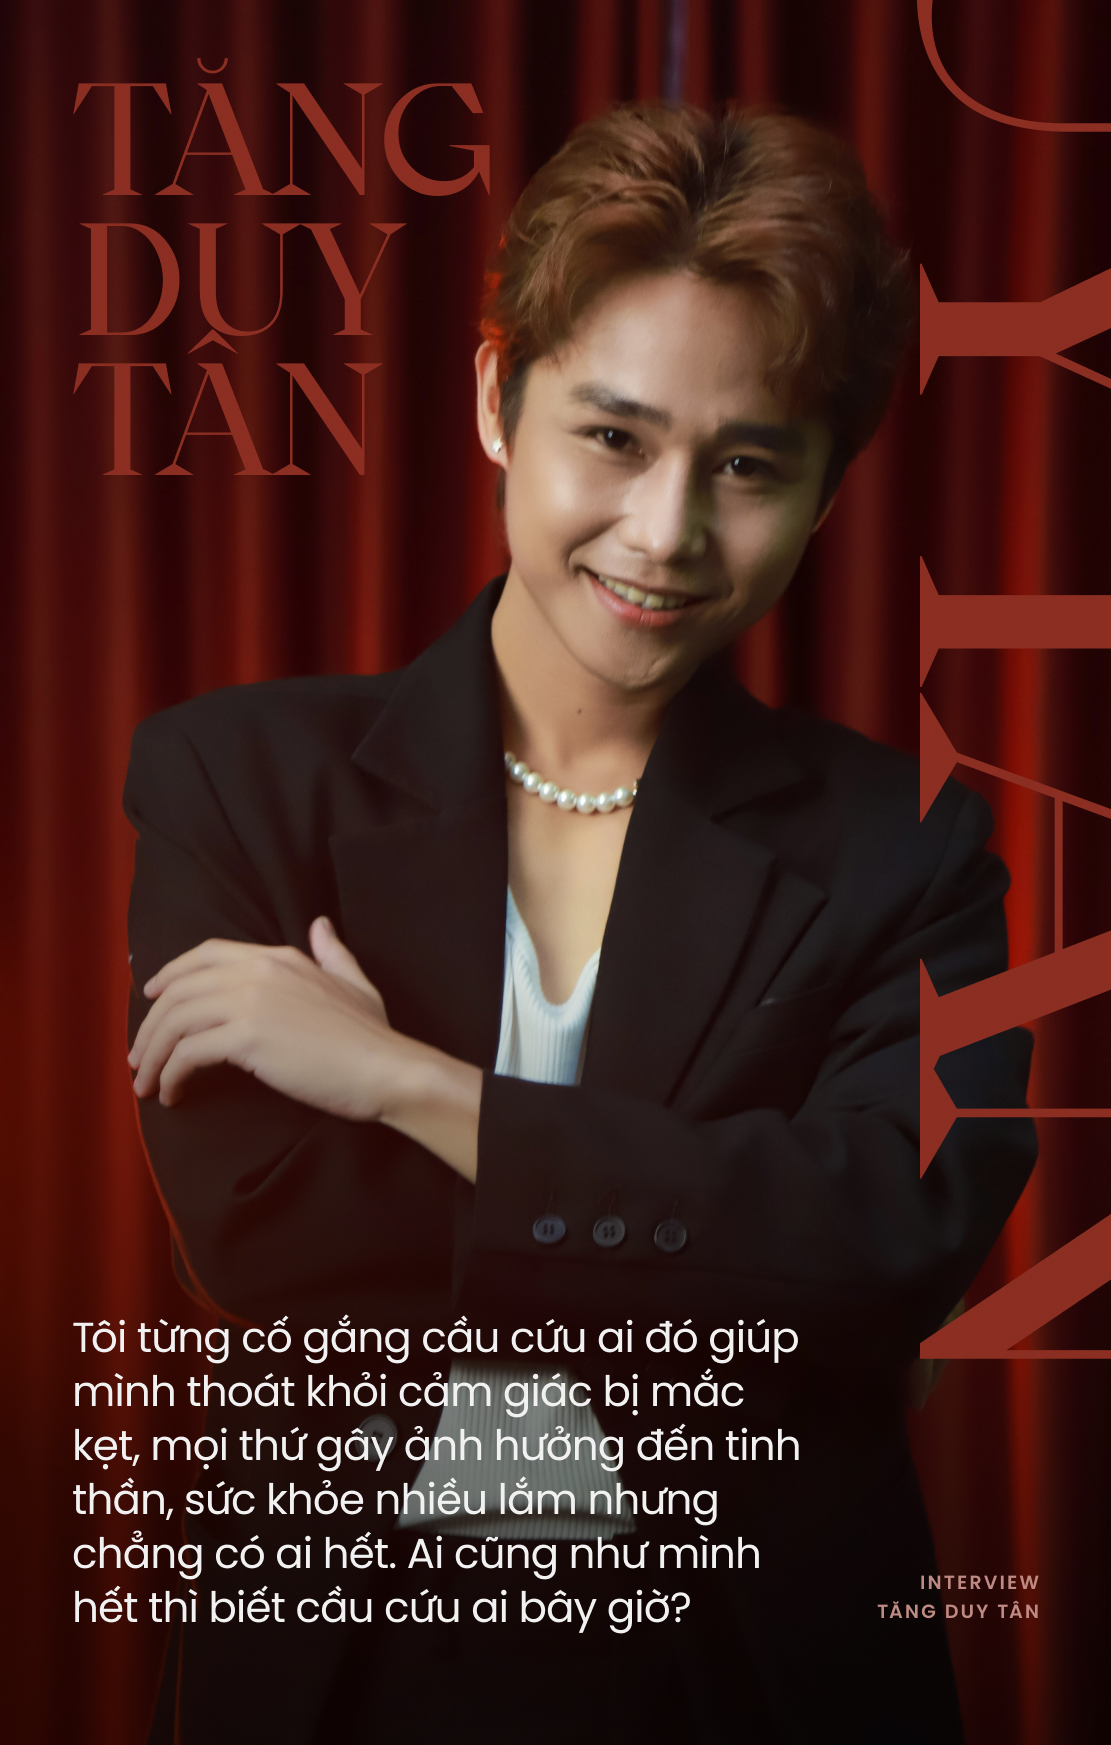 TĂNG
DUY
TÂN
UY TÂN
Tôi từng cố gắng cầu cứu ai đó giúp
mình thoát khỏi cảm giác bị mắc
kẹt, mọi thứ gây ảnh hưởng đến tinh
thần, sức khỏe nhiều lắm nhưng
chẳng có ai hết. Ai cũng như mình
hết thì biết cầu cứu ai bây giờ?
INTERVIEW
TĂNG DUY TÂN